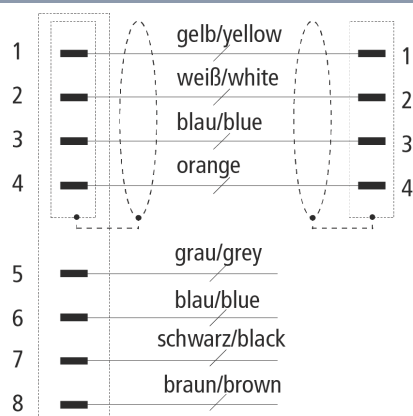 1 gelb/yellow 1
2 weiß/white 2
3 blau/blue 3
4 orange 4
5 grau/grey
6 blau/blue
7 schwarz/black
8 braun/brown